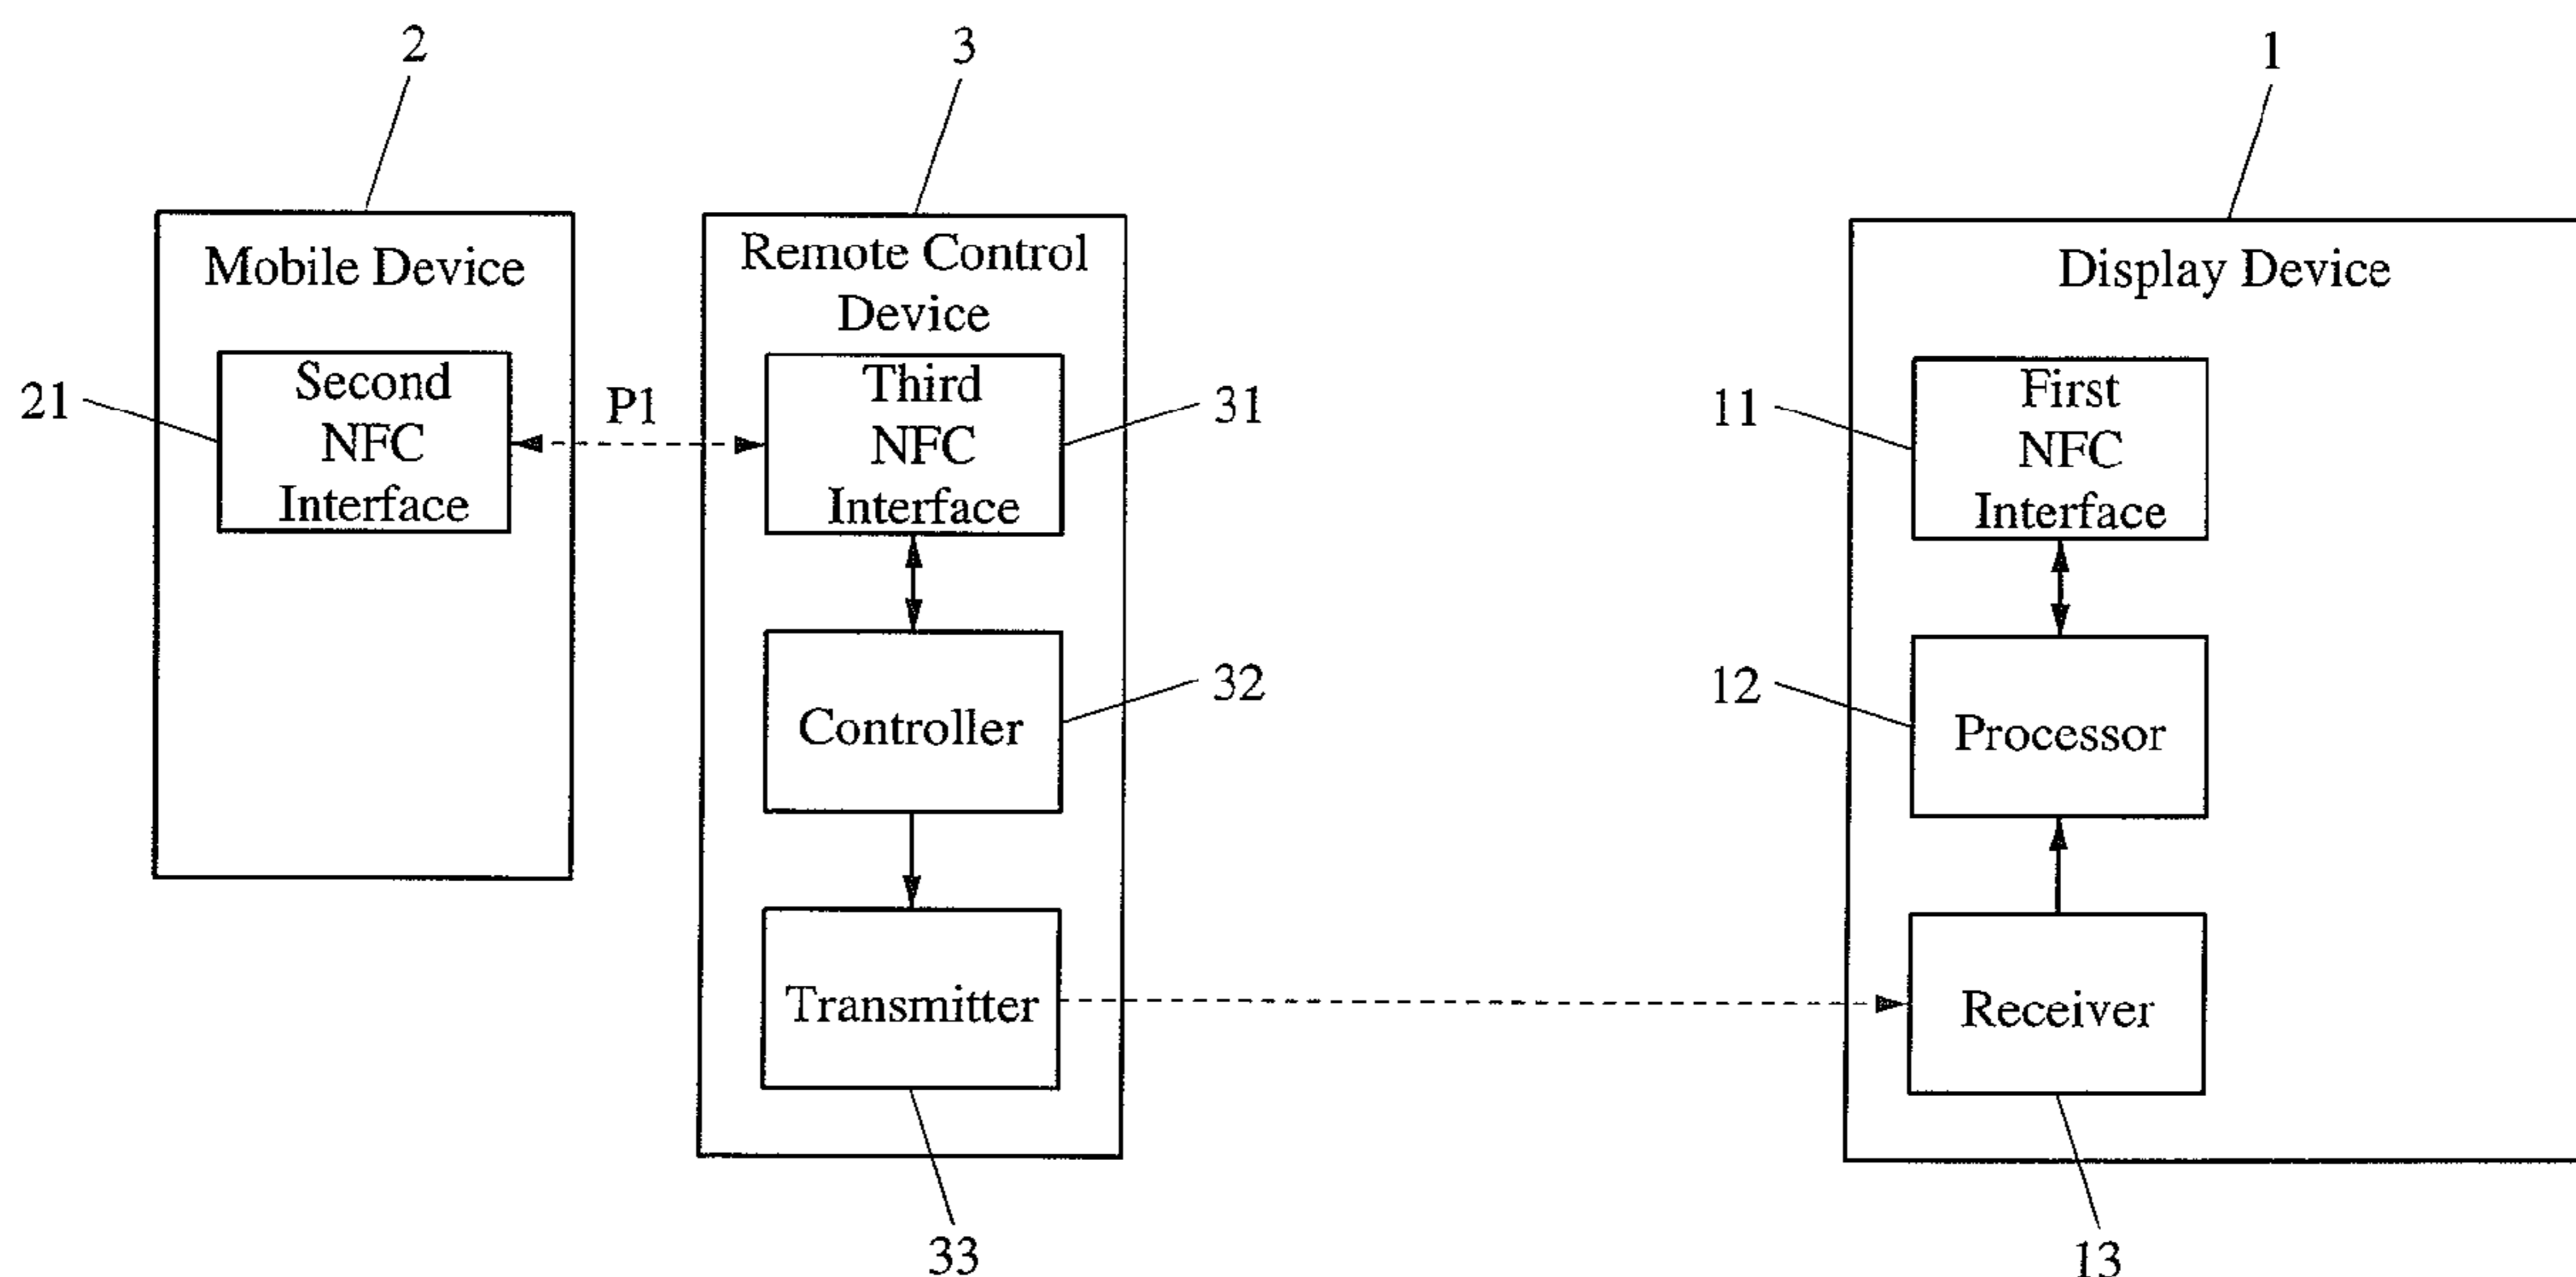 2
3
1
Mobile Device
Remote Control
Device
Display Device
Second
NFC
Interface
21
P1
Third
NFC
Interface
31
First
NFC
Interface
11
Controller
32
Processor
12
Transmitter
33
Receiver
13